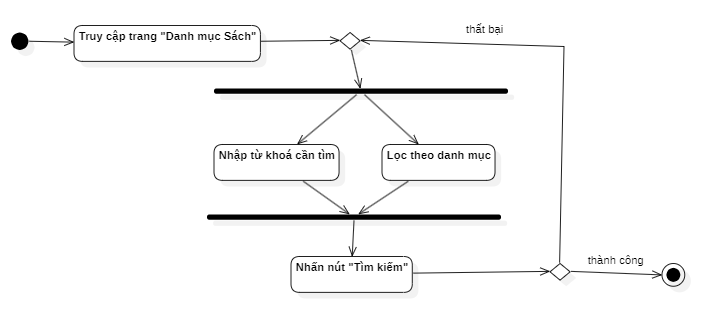 thất bại
Truy cập trang "Danh mục Sách"
Nhập từ khoá cần tìm
Lọc theo danh mục
Nhấn nút "Tìm kiếm"
thành công